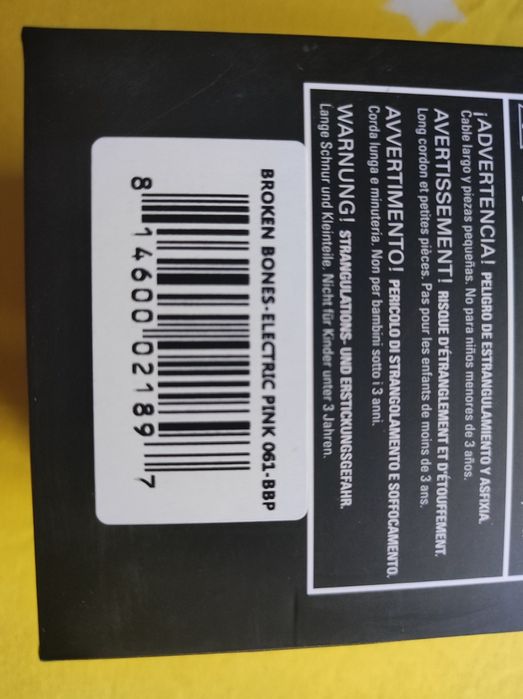 ¡ADVERTENCIA! PELIGRO DE ESTRANGULAMIENTO Y ASFIXIA.
Cable largo y piezas pequeñas. No para niños menores de 3 años.
AVERTISSEMENT! RISQUE D'ÉTRANGLEMENT ET D'ÉTOUFFEMENT.
Long cordon et petites pièces. Pas pour les enfants de moins de 3 ans.
AVVERTIMENTO! PERICOLO DI STRANGOLAMENTO E SOFFOCAMENTO.
Corda lunga e minuteria. Non per bambini sotto i 3 anni.
WARNUNG! STRANGULATIONS- UND ERSTICKUNGSGEFAHR.
Lange Schnur und Kleinteile. Nicht für Kinder unter 3 Jahren.
BROKEN BONES-ELECTRIC PINK 061-BBP
8 14600 02189 7